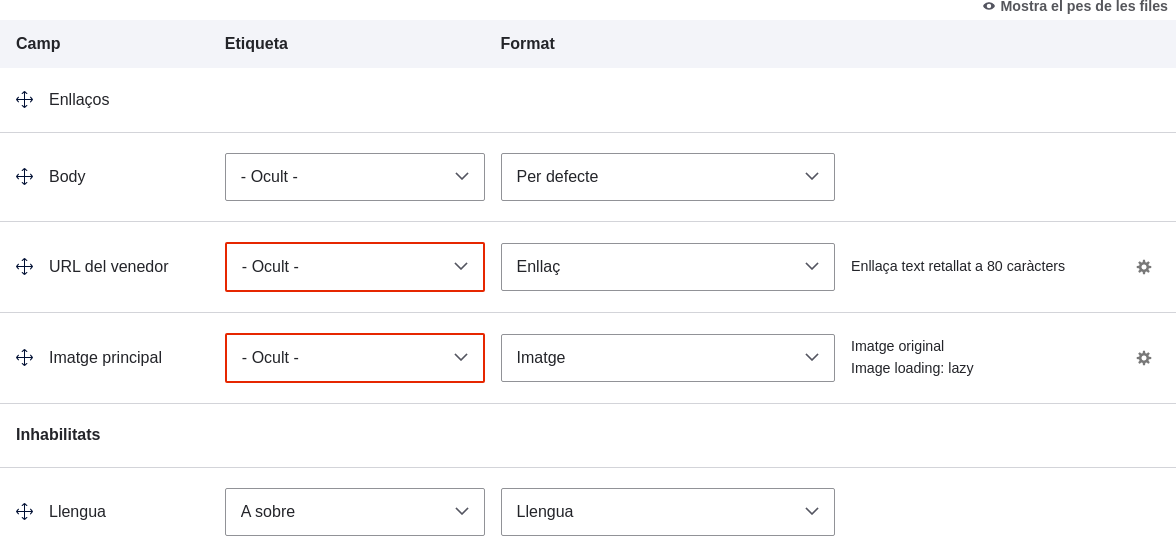 Mostra el pes de les files
Camp Etiqueta Format
Enllaços
Body - Ocult - Per defecte
URL del venedor - Ocult - Enllaç Enllaça text retallat a 80 caràcters
Imatge principal - Ocult - Imatge Imatge original
Image loading: lazy
Inhabilitats
Llengua A sobre Llengua